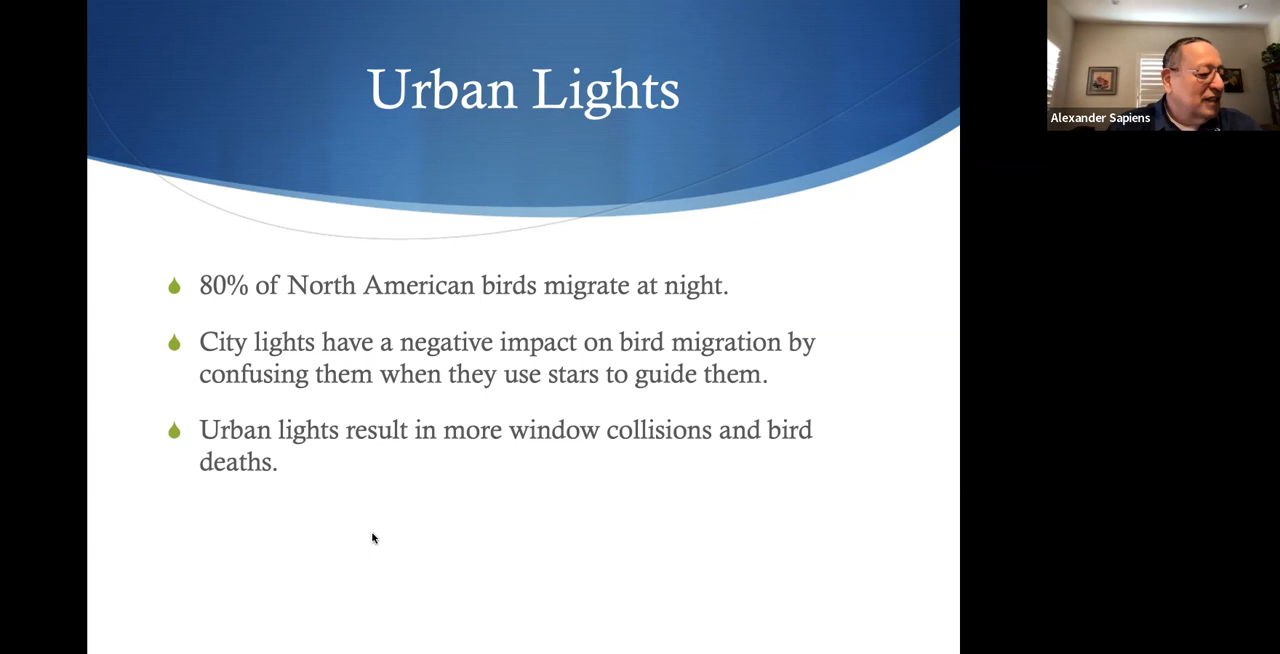 Urban Lights
80% of North American birds migrate at night.
City lights have a negative impact on bird migration by
confusing them when they use stars to guide them.
Urban lights result in more window collisions and bird
deaths.
Alexander Sapiens